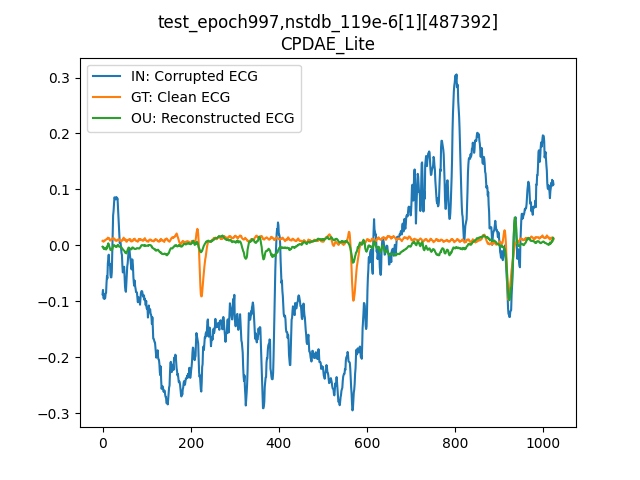 test_epoch997,nstdb_119e-6[1][487392]
CPDAE_Lite
IN: Corrupted ECG
GT: Clean ECG
OU: Reconstructed ECG
0.3
0.2
0.1
0.0
−0.1
−0.2
−0.3
0 200 400 600 800 1000